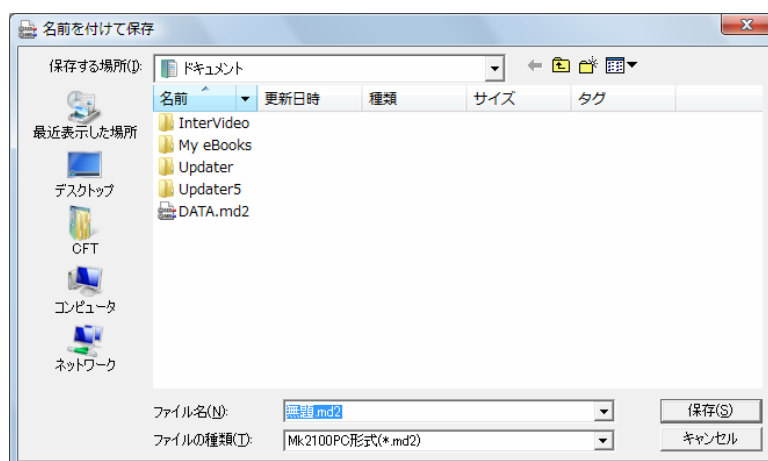 名前を付けて保存
保存する場所(I):
ドキュメント
名前 更新日時 種類 サイズ タグ
最近表示した場所
デスクトップ
CFT
コンピュータ
ネットワーク
InterVideo
My eBooks
Updater
Updater5
DATA.md2
ファイル名(N): 無題.md2 保存(S)
ファイルの種類(T): Mk2100PC形式(*.md2) キャンセル